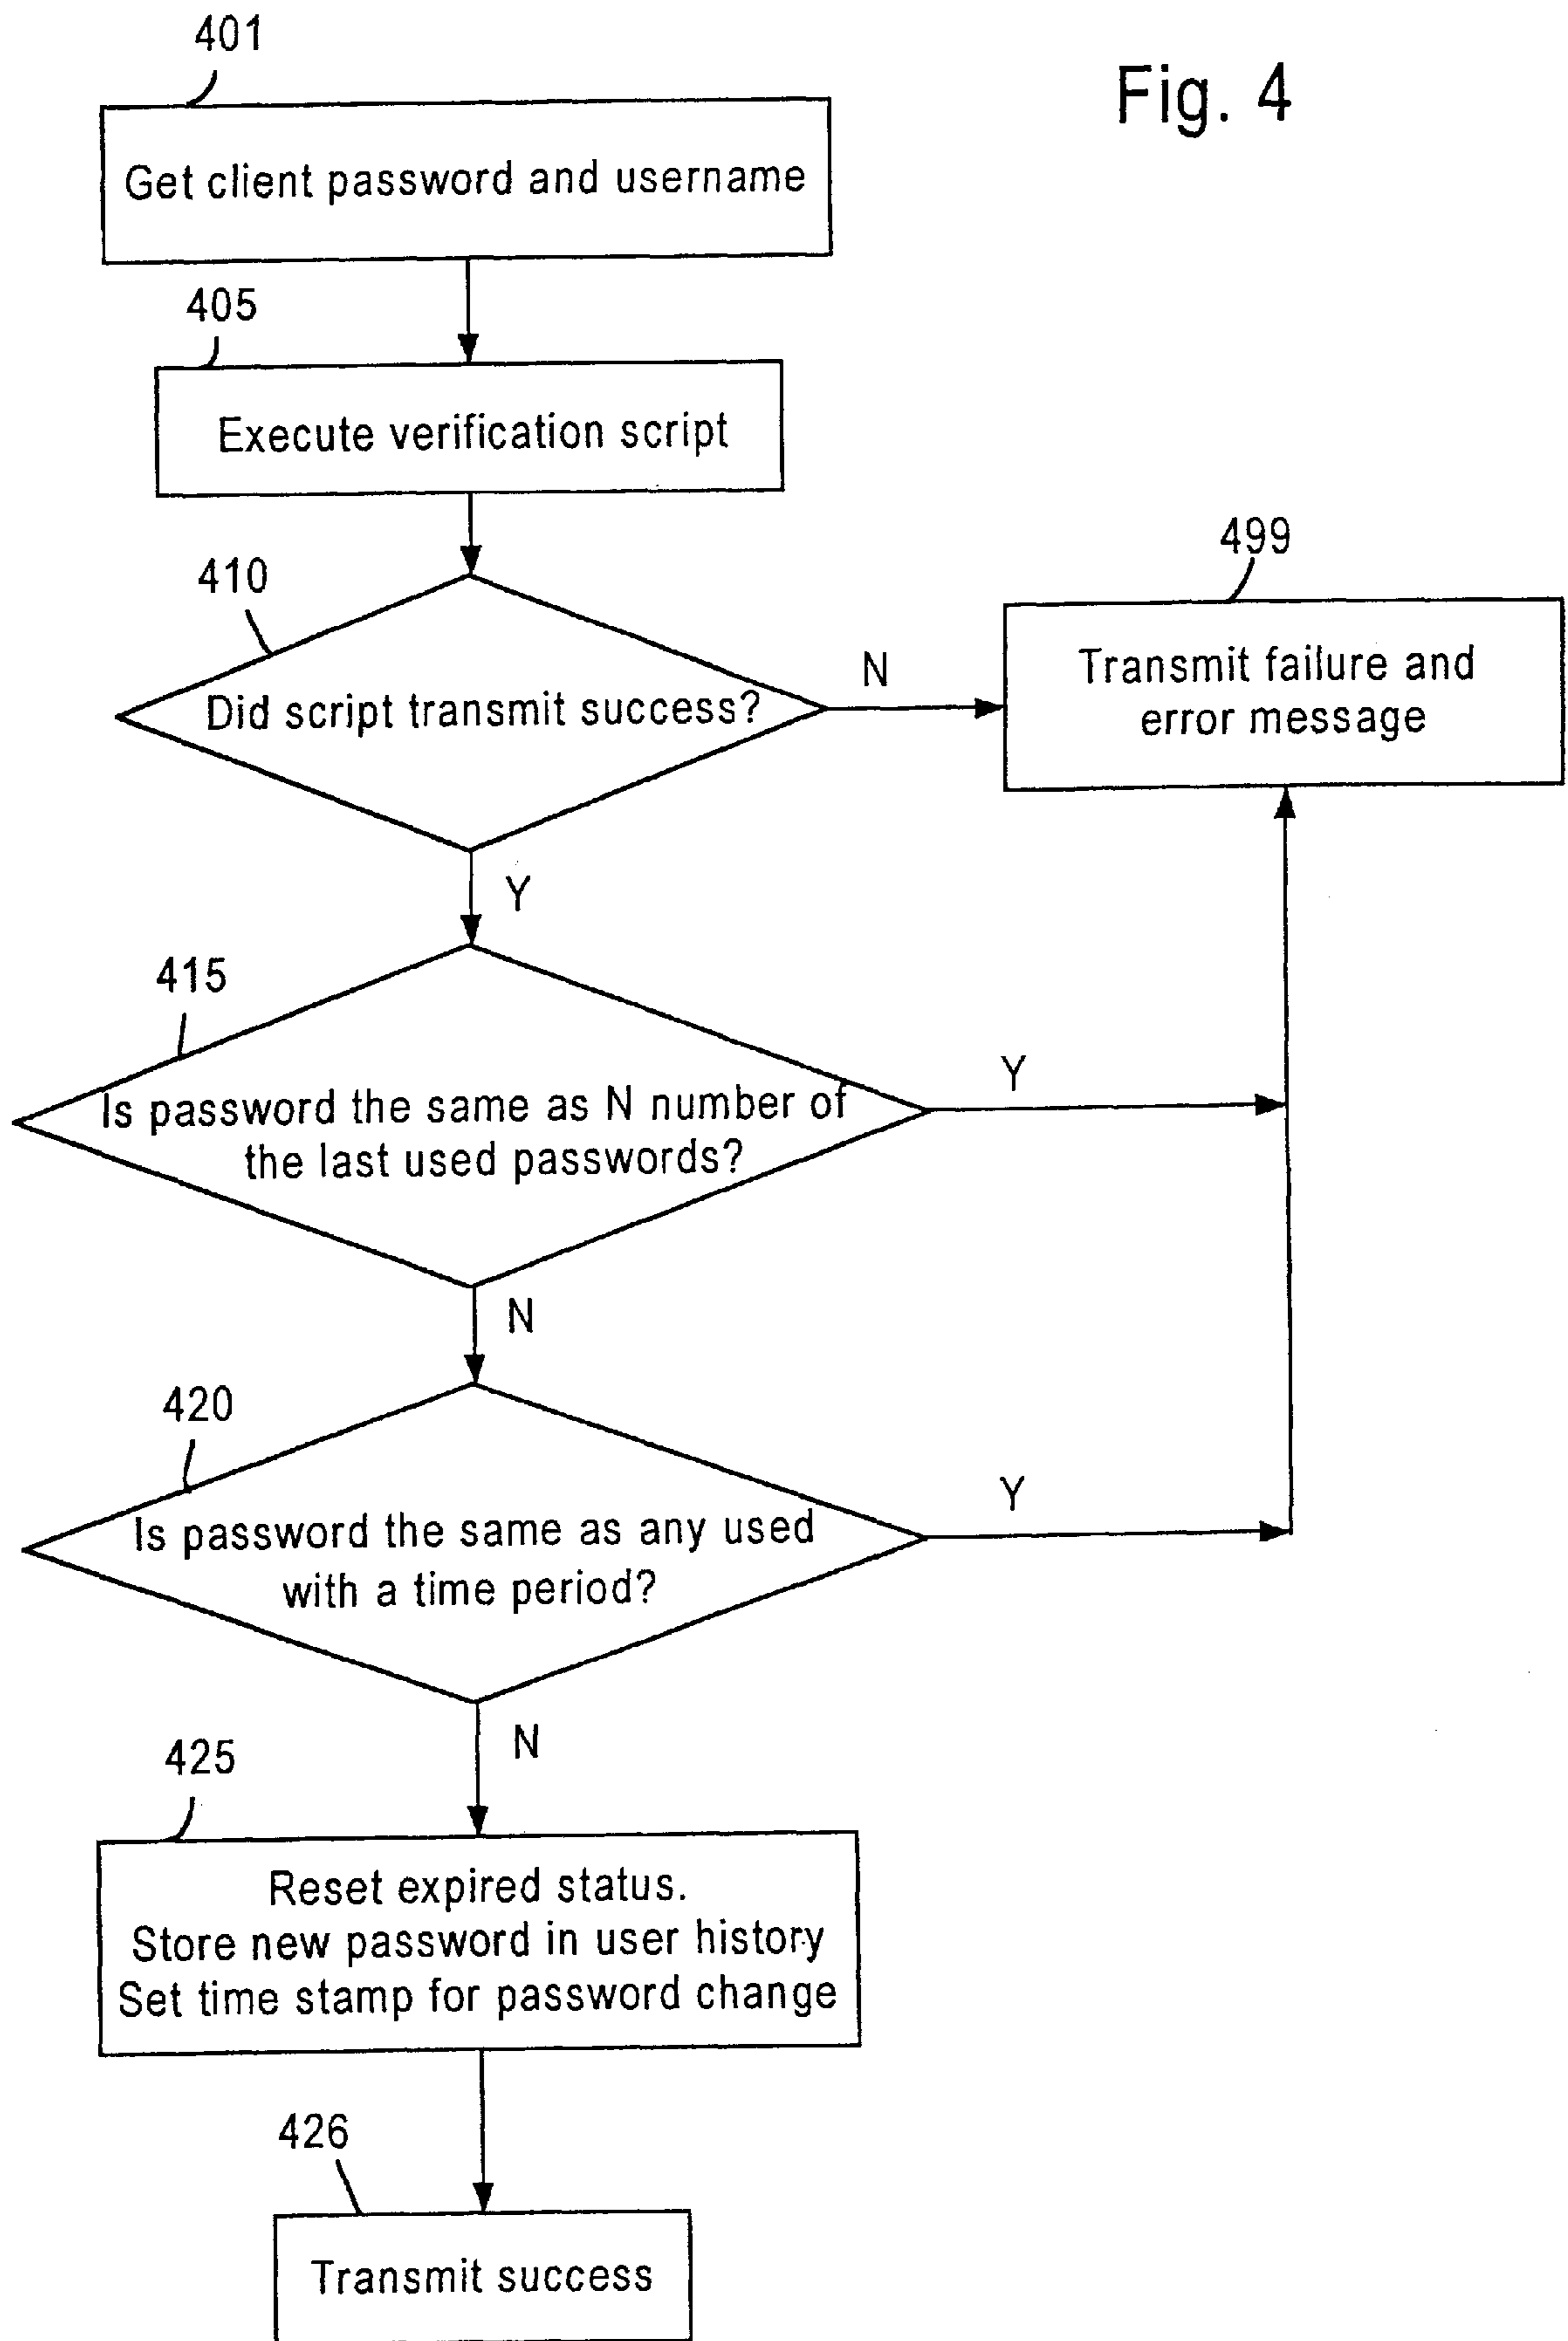 401
Fig. 4
Get client password and username
405
Execute verification script
410
499
Did script transmit success?
N
Transmit failure and
error message
Y
415
Is password the same as N number of
the last used passwords?
Y
N
420
Is password the same as any used
with a time period?
Y
N
425
Reset expired status.
Store new password in user history
Set time stamp for password change
426
Transmit success